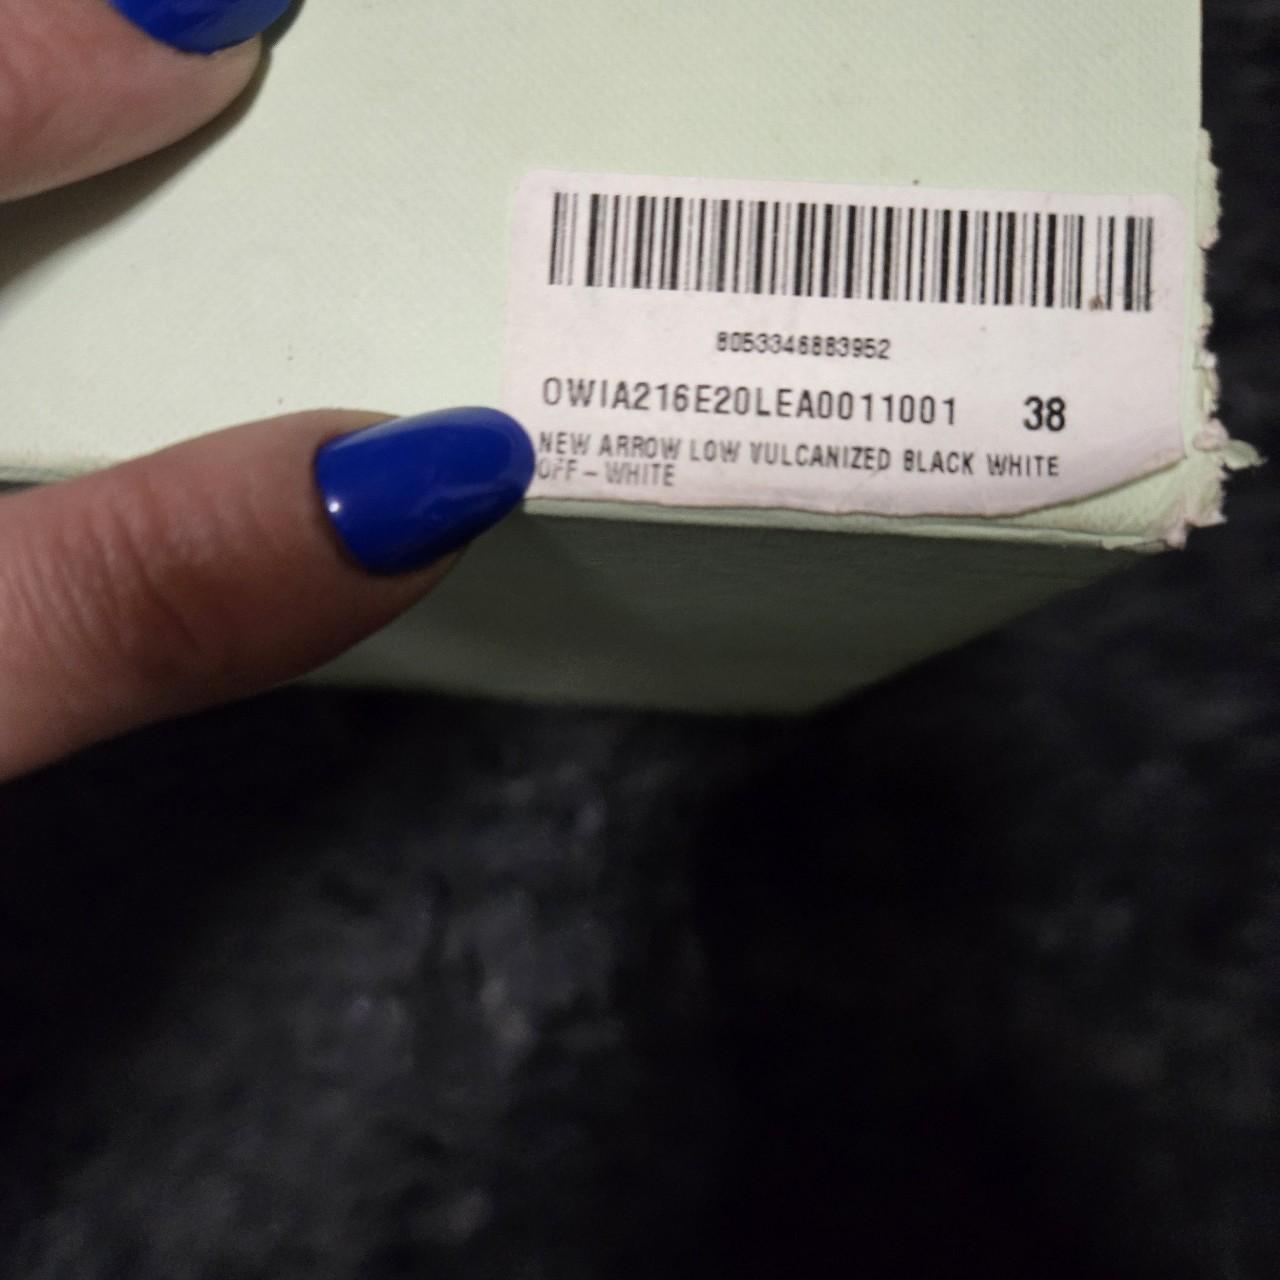 8053346883952
OWIA216E20LEA0011001 38
NEW ARROW LOW VULCANIZED BLACK WHITE
OFF-WHITE